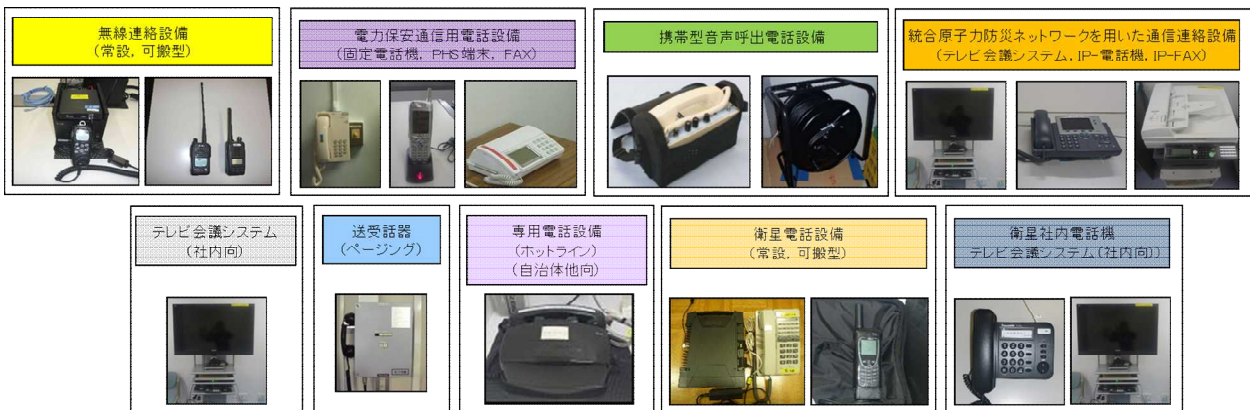 無線連絡設備
(常設, 可搬型)
電力保安通信用電話設備
(固定電話機, PHS端末, FAX)
携帯型音声呼出電話設備
統合原子力防災ネットワークを用いた通信連絡設備
(テレビ会議システム, IP-電話機, IP-FAX)
テレビ会議システム
(社内向)
送受話器
(ページング)
専用電話設備
(ホットライン)
(自治体他向)
衛星電話設備
(常設, 可搬型)
衛星社内電話機
テレビ会議システム(社内向))